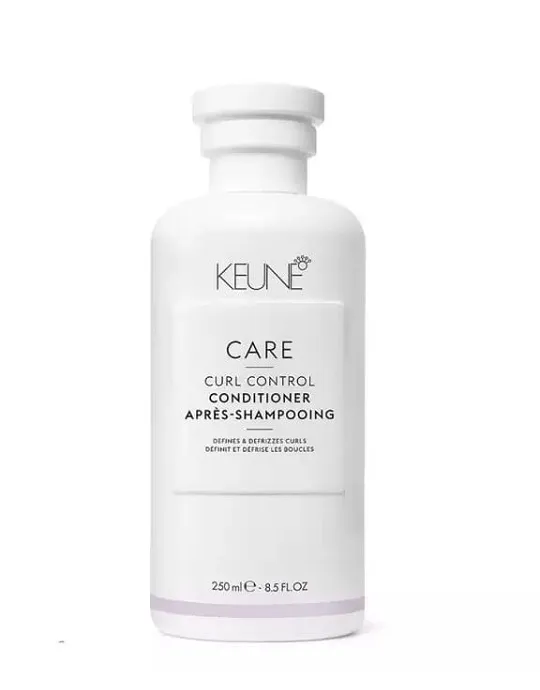 KEUNE
CARE
CURL CONTROL
CONDITIONER
APRÈS-SHAMPOOING
DEFINES & DEFRIZZES CURLS
DÉFINIT ET DÉFRISE LES BOUCLES
250 ml ℮ - 8.5 FL.OZ